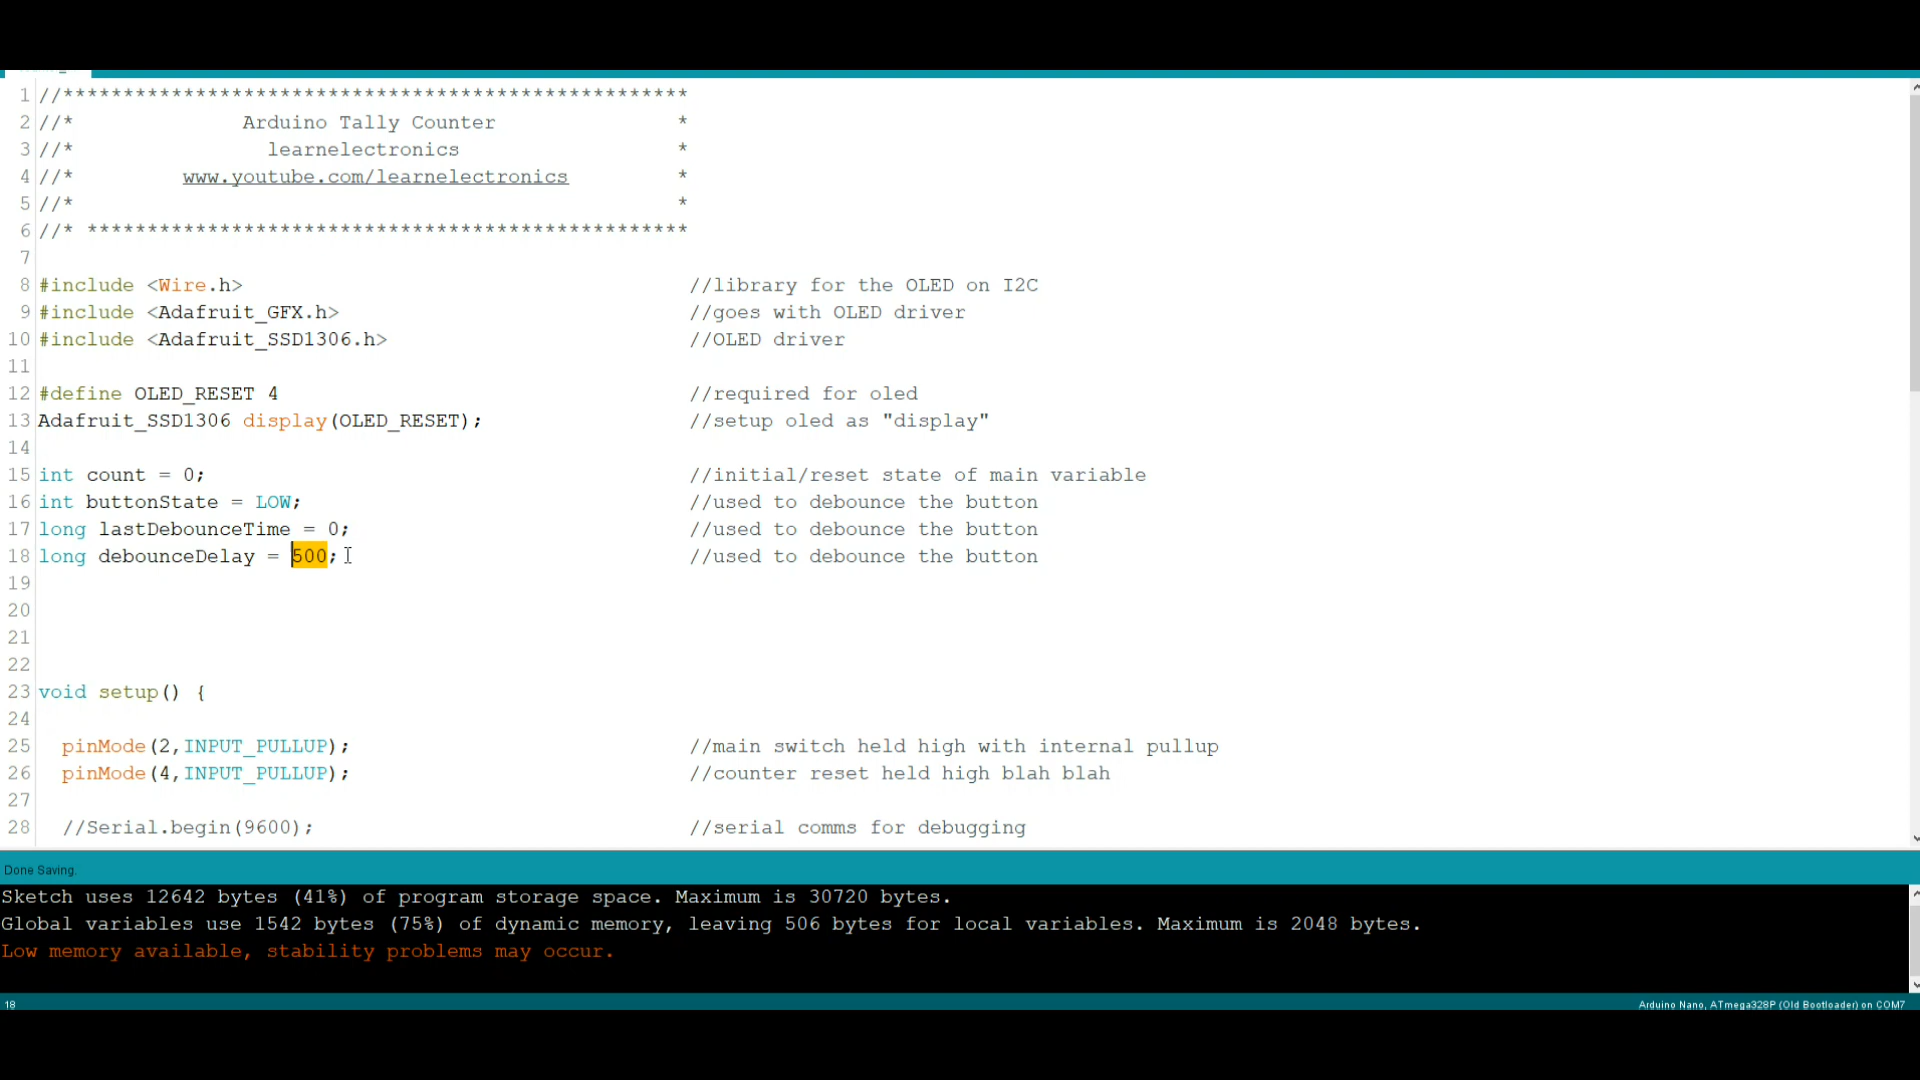 1 //****************************************************
2 //* Arduino Tally Counter *
3 //* learnelectronics *
4 //* www.youtube.com/learnelectronics *
5 //* *
6 //* **************************************************
7
8 #include <Wire.h> //library for the OLED on I2C
9 #include <Adafruit_GFX.h> //goes with OLED driver
10 #include <Adafruit_SSD1306.h> //OLED driver
11
12 #define OLED_RESET 4 //required for oled
13 Adafruit_SSD1306 display(OLED_RESET); //setup oled as "display"
14
15 int count = 0; //initial/reset state of main variable
16 int buttonState = LOW; //used to debounce the button
17 long lastDebounceTime = 0; //used to debounce the button
18 long debounceDelay = 500; //used to debounce the button
19
20
21
22
23 void setup() {
24
25 pinMode(2,INPUT_PULLUP); //main switch held high with internal pullup
26 pinMode(4,INPUT_PULLUP); //counter reset held high blah blah
27
28 //Serial.begin(9600); //serial comms for debugging
Done Saving.
Sketch uses 12642 bytes (41%) of program storage space. Maximum is 30720 bytes.
Global variables use 1542 bytes (75%) of dynamic memory, leaving 506 bytes for local variables. Maximum is 2048 bytes.
Low memory available, stability problems may occur.
18 Arduino Nano, ATmega328P (Old Bootloader) on COM7